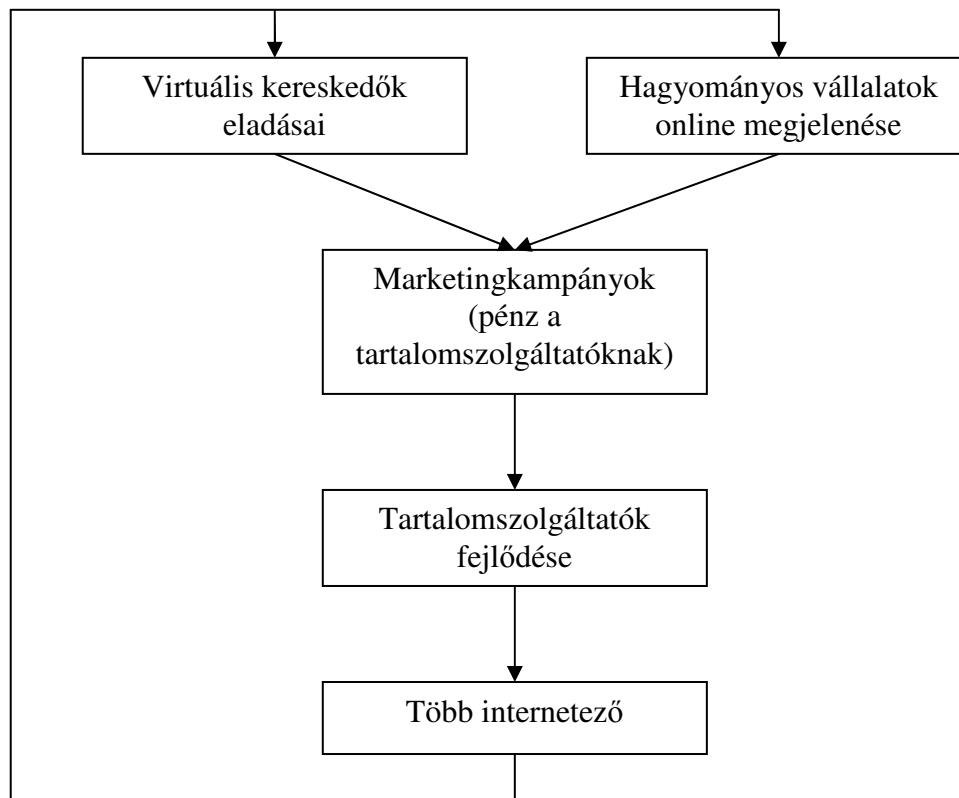 Virtuális kereskedők
eladásai
Hagyományos vállalatok
online megjelenése
Marketingkampányok
(pénz a
tartalomszolgáltatóknak)
Tartalomszolgáltatók
fejlődése
Több internetező